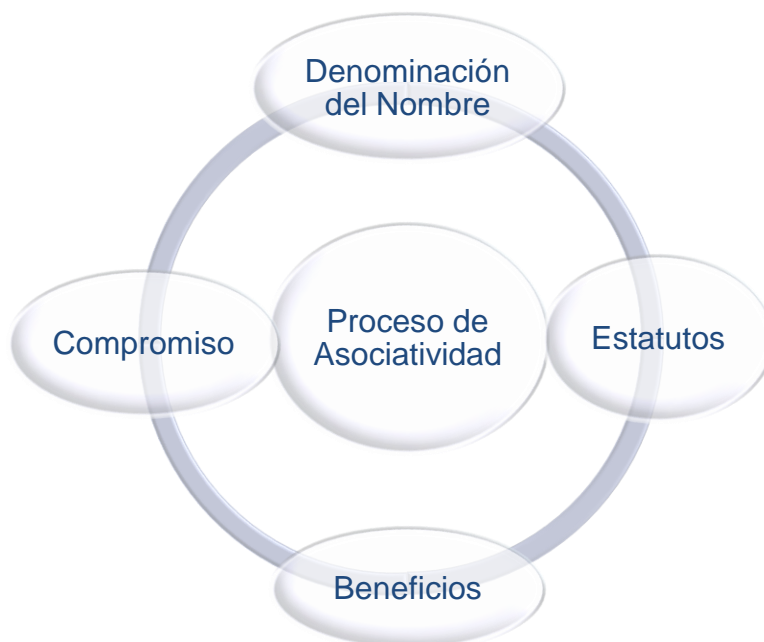 Denominación
del Nombre
Compromiso
Proceso de
Asociatividad
Estatutos
Beneficios